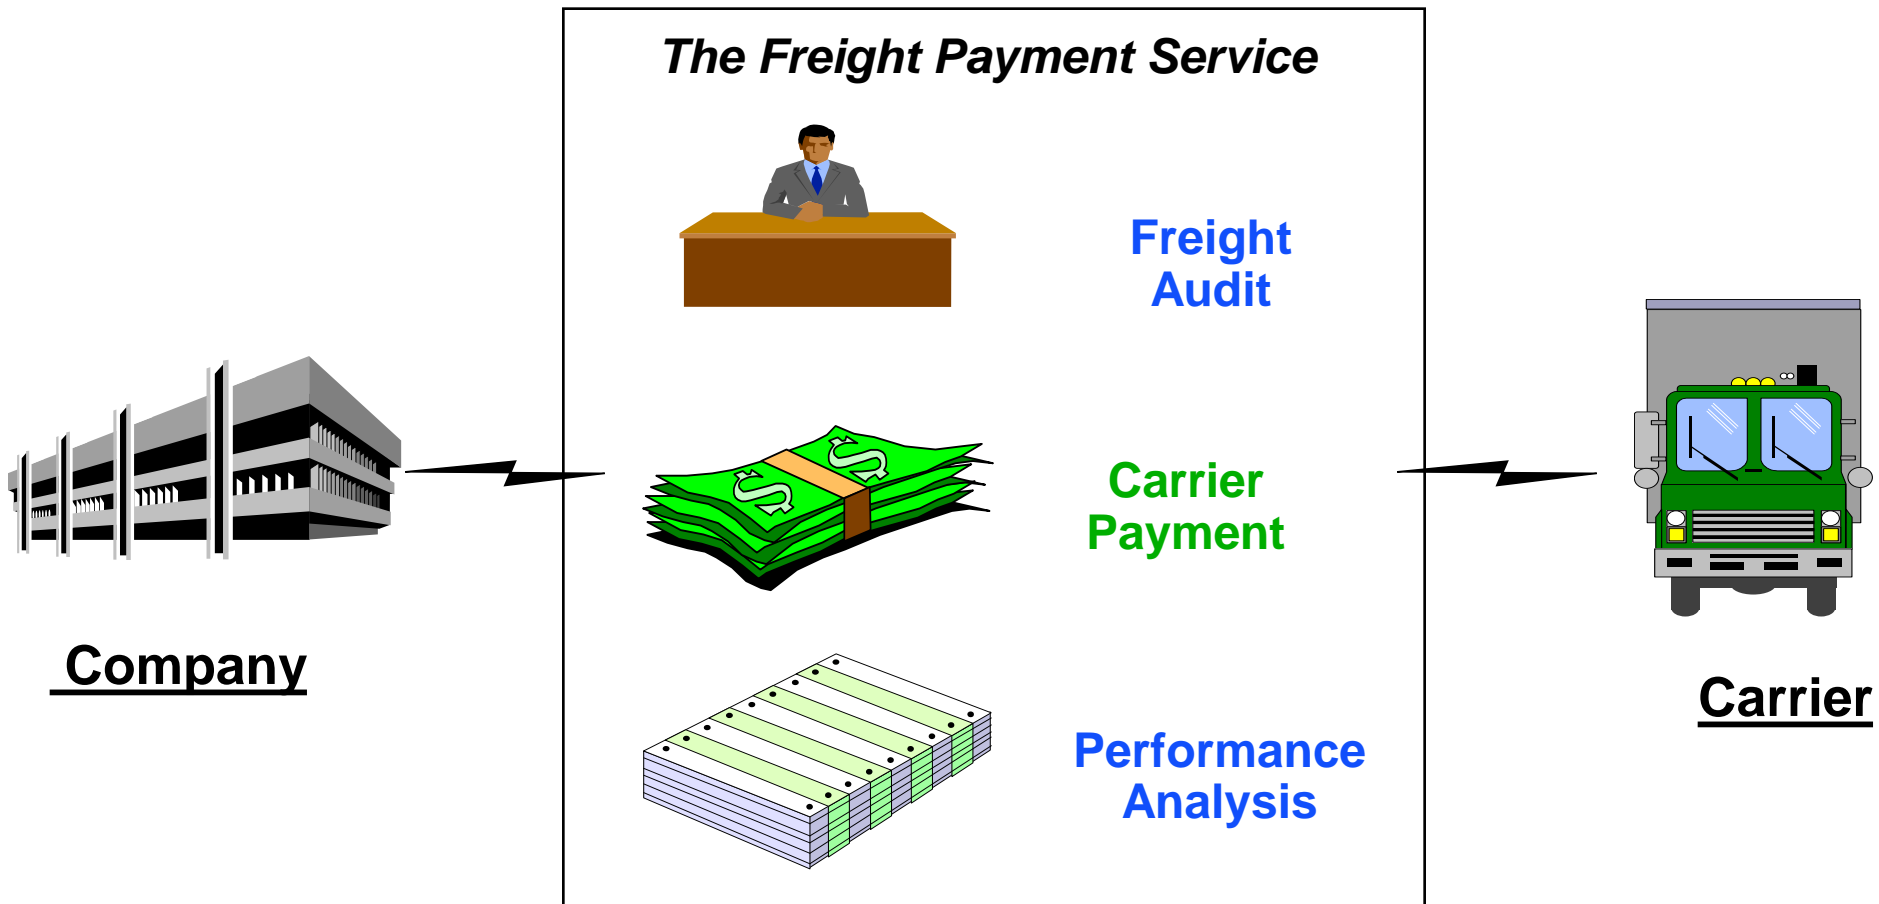 The Freight Payment Service
Freight
Audit
Carrier
Payment
Performance
Analysis
Company
Carrier